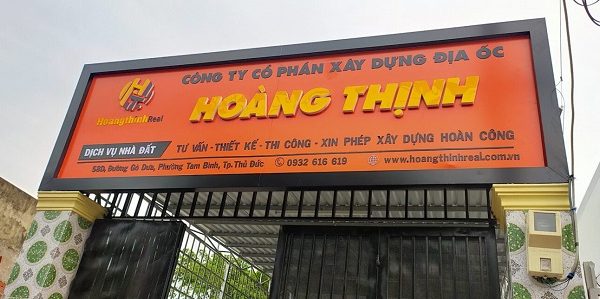 CÔNG TY CỔ PHẦN XÂY DỰNG ĐỊA ỐC
HOÀNG THỊNH
HoangthinhReal
DỊCH VỤ NHÀ ĐẤT
TƯ VẤN - THIẾT KẾ - THI CÔNG - XIN PHÉP XÂY DỰNG HOÀN CÔNG
58D, Đường Gò Dưa, Phường Tam Bình, Tp.Thủ Đức 0932 616 619 www.hoangthinhreal.com.vn